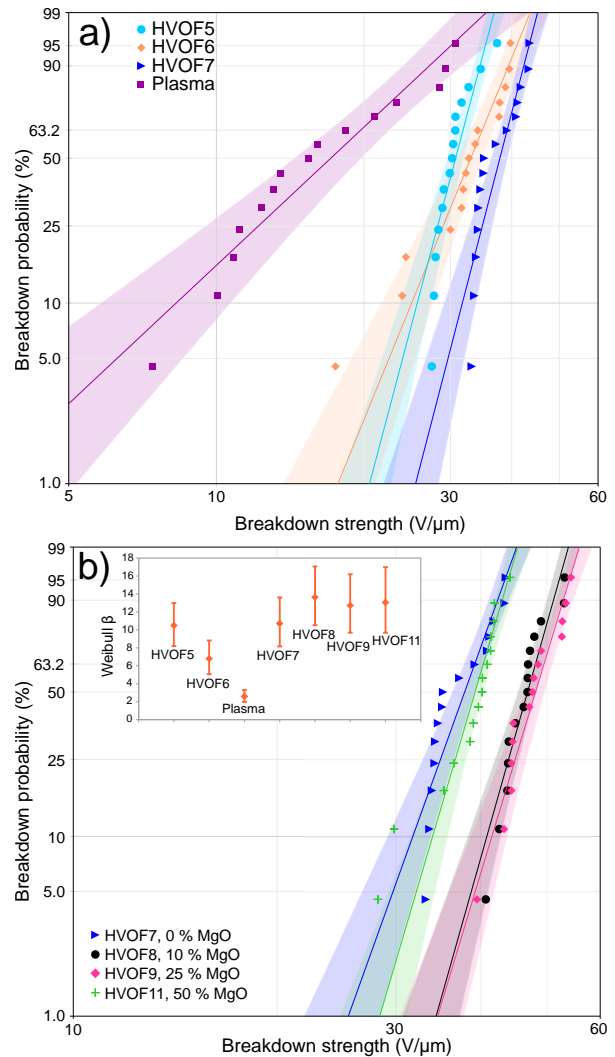 a)
HVOF5
HVOF6
HVOF7
Plasma
Breakdown probability (%)
99
95
90
63.2
50
25
10
5.0
1.0
5 10 30 60
Breakdown strength (V/µm)
b)
Breakdown probability (%)
99
95
90
63.2
50
25
10
5.0
1.0
Weibull β
18
16
14
12
10
8
6
4
2
0
HVOF5
HVOF6
Plasma
HVOF7
HVOF8
HVOF9
HVOF11
HVOF7, 0 % MgO
HVOF8, 10 % MgO
HVOF9, 25 % MgO
HVOF11, 50 % MgO
10 30 60
Breakdown strength (V/µm)